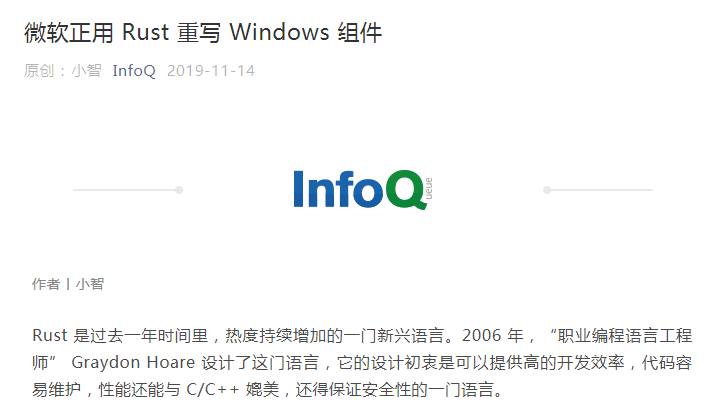 微软正用 Rust 重写 Windows 组件
原创：小智 InfoQ 2019-11-14
InfoQueue
作者丨小智
Rust 是过去一年时间里，热度持续增加的一门新兴语言。2006 年，“职业编程语言工程
师” Graydon Hoare 设计了这门语言，它的设计初衷是可以提供高的开发效率，代码容
易维护，性能还能与 C/C++ 媲美，还得保证安全性的一门语言。